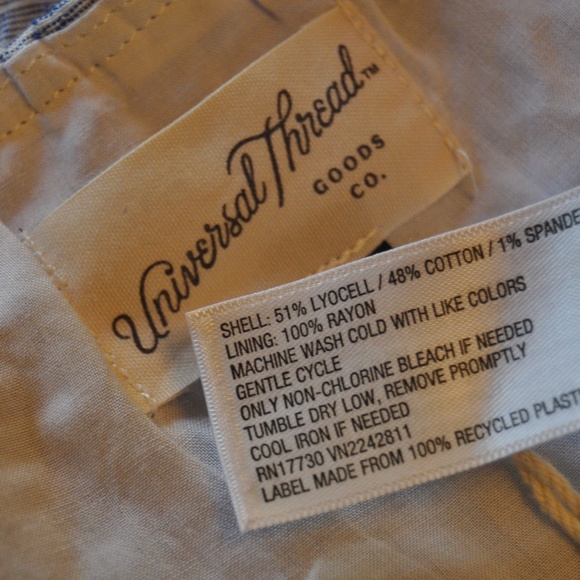 Universal Thread™
GOODS
CO.
SHELL: 51% LYOCELL / 48% COTTON / 1% SPANDE
LINING: 100% RAYON
MACHINE WASH COLD WITH LIKE COLORS
GENTLE CYCLE
ONLY NON-CHLORINE BLEACH IF NEEDED
TUMBLE DRY LOW, REMOVE PROMPTLY
COOL IRON IF NEEDED
RN17730 VN2242811
LABEL MADE FROM 100% RECYCLED PLASTI